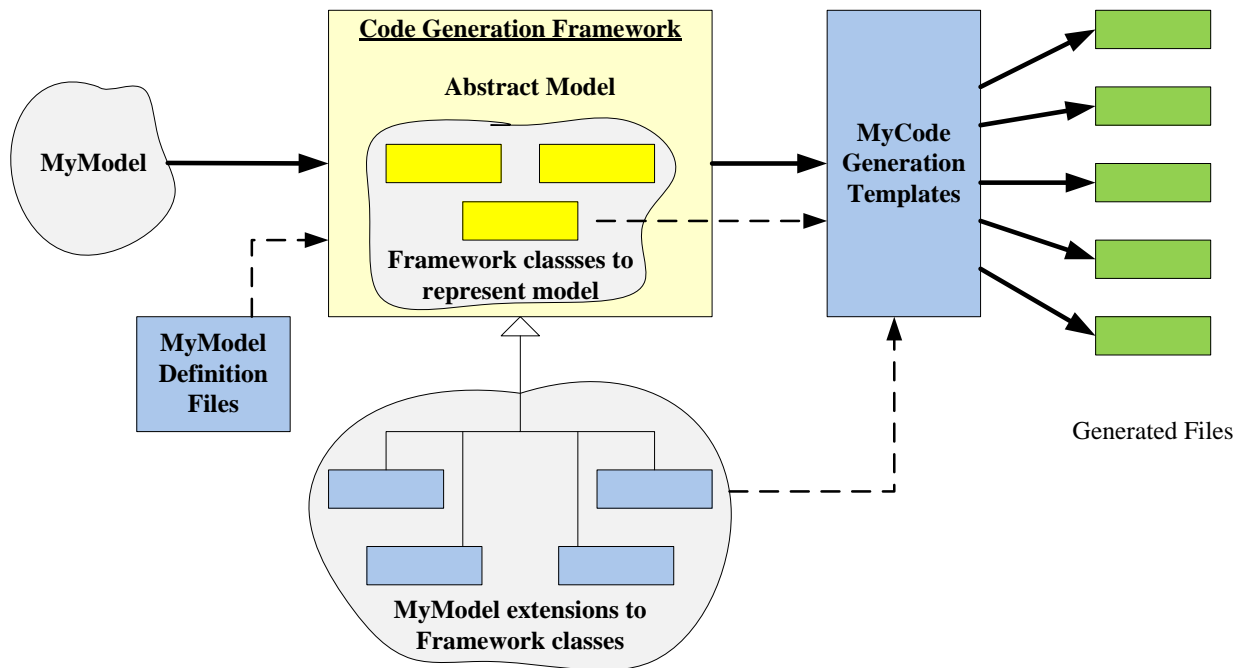 Code Generation Framework
Abstract Model
MyModel
MyCode
Generation
Templates
Framework classses to
represent model
MyModel
Definition
Files
Generated Files
MyModel extensions to
Framework classes